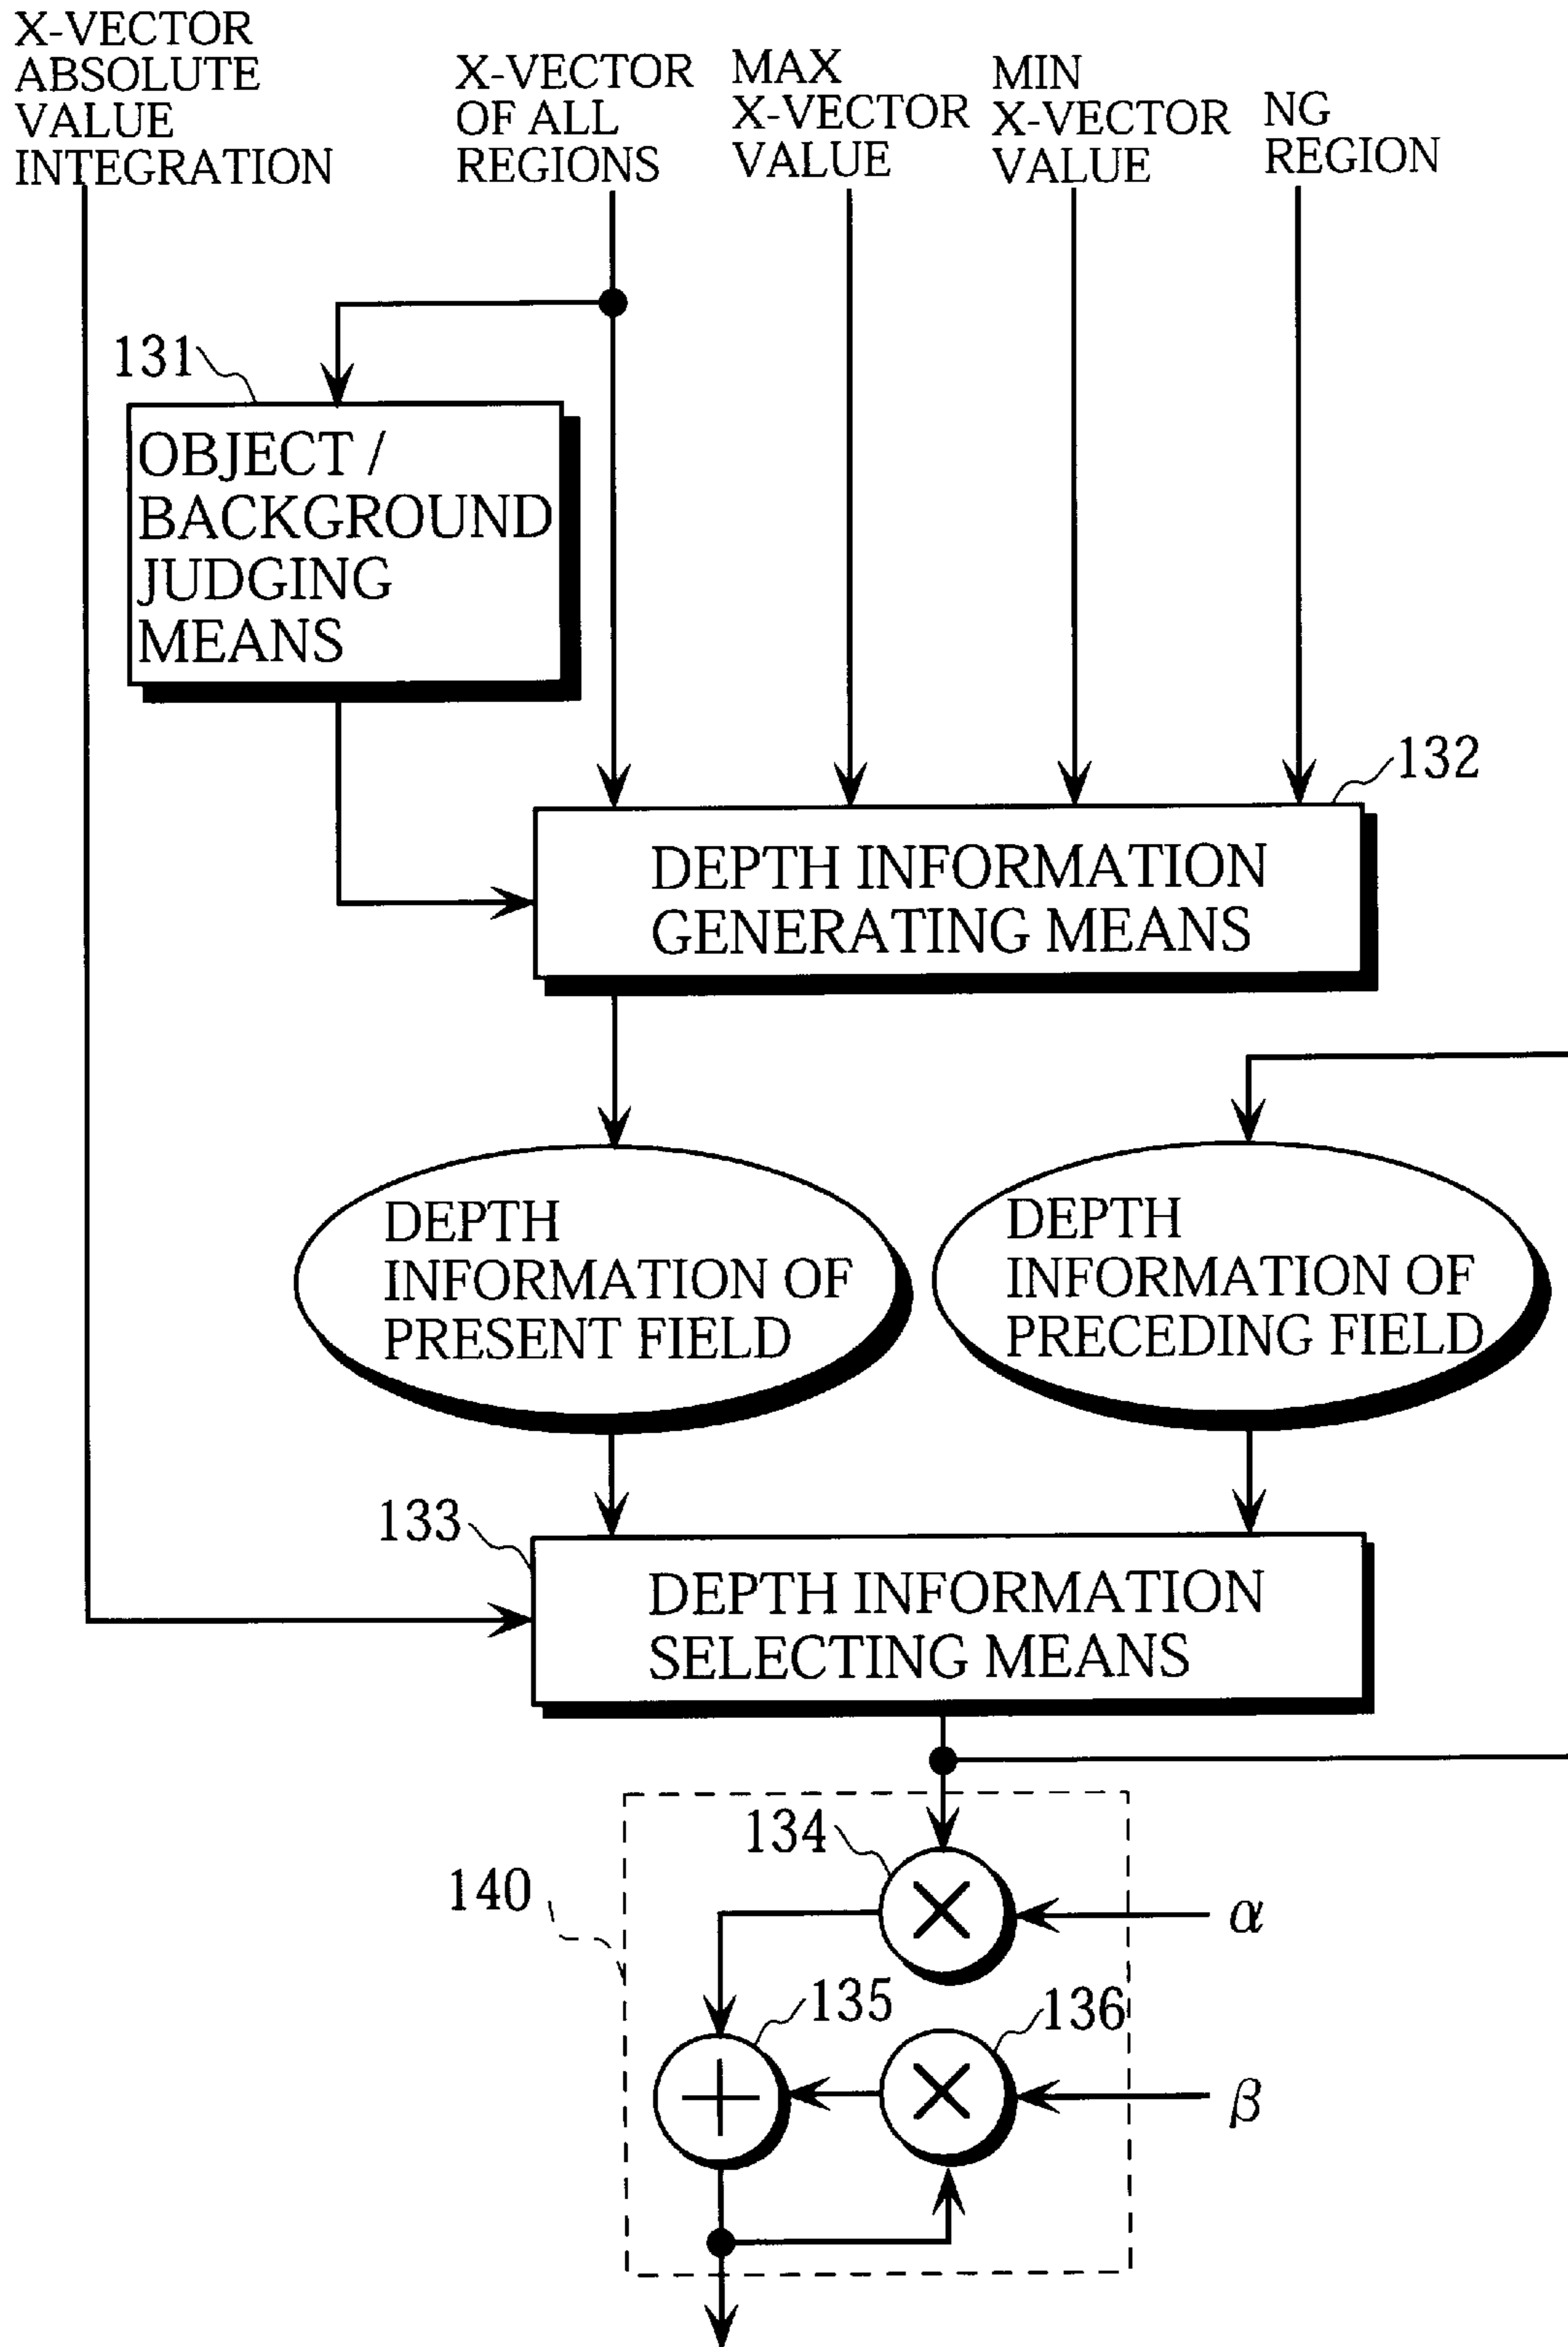 X-VECTOR
ABSOLUTE
VALUE
INTEGRATION
X-VECTOR
OF ALL
REGIONS
MAX
X-VECTOR
VALUE
MIN
X-VECTOR
VALUE
NG
REGION
131
OBJECT /
BACKGROUND
JUDGING
MEANS
132
DEPTH INFORMATION
GENERATING MEANS
DEPTH
INFORMATION OF
PRESENT FIELD
DEPTH
INFORMATION OF
PRECEDING FIELD
133
DEPTH INFORMATION
SELECTING MEANS
134
140
α
135
136
β